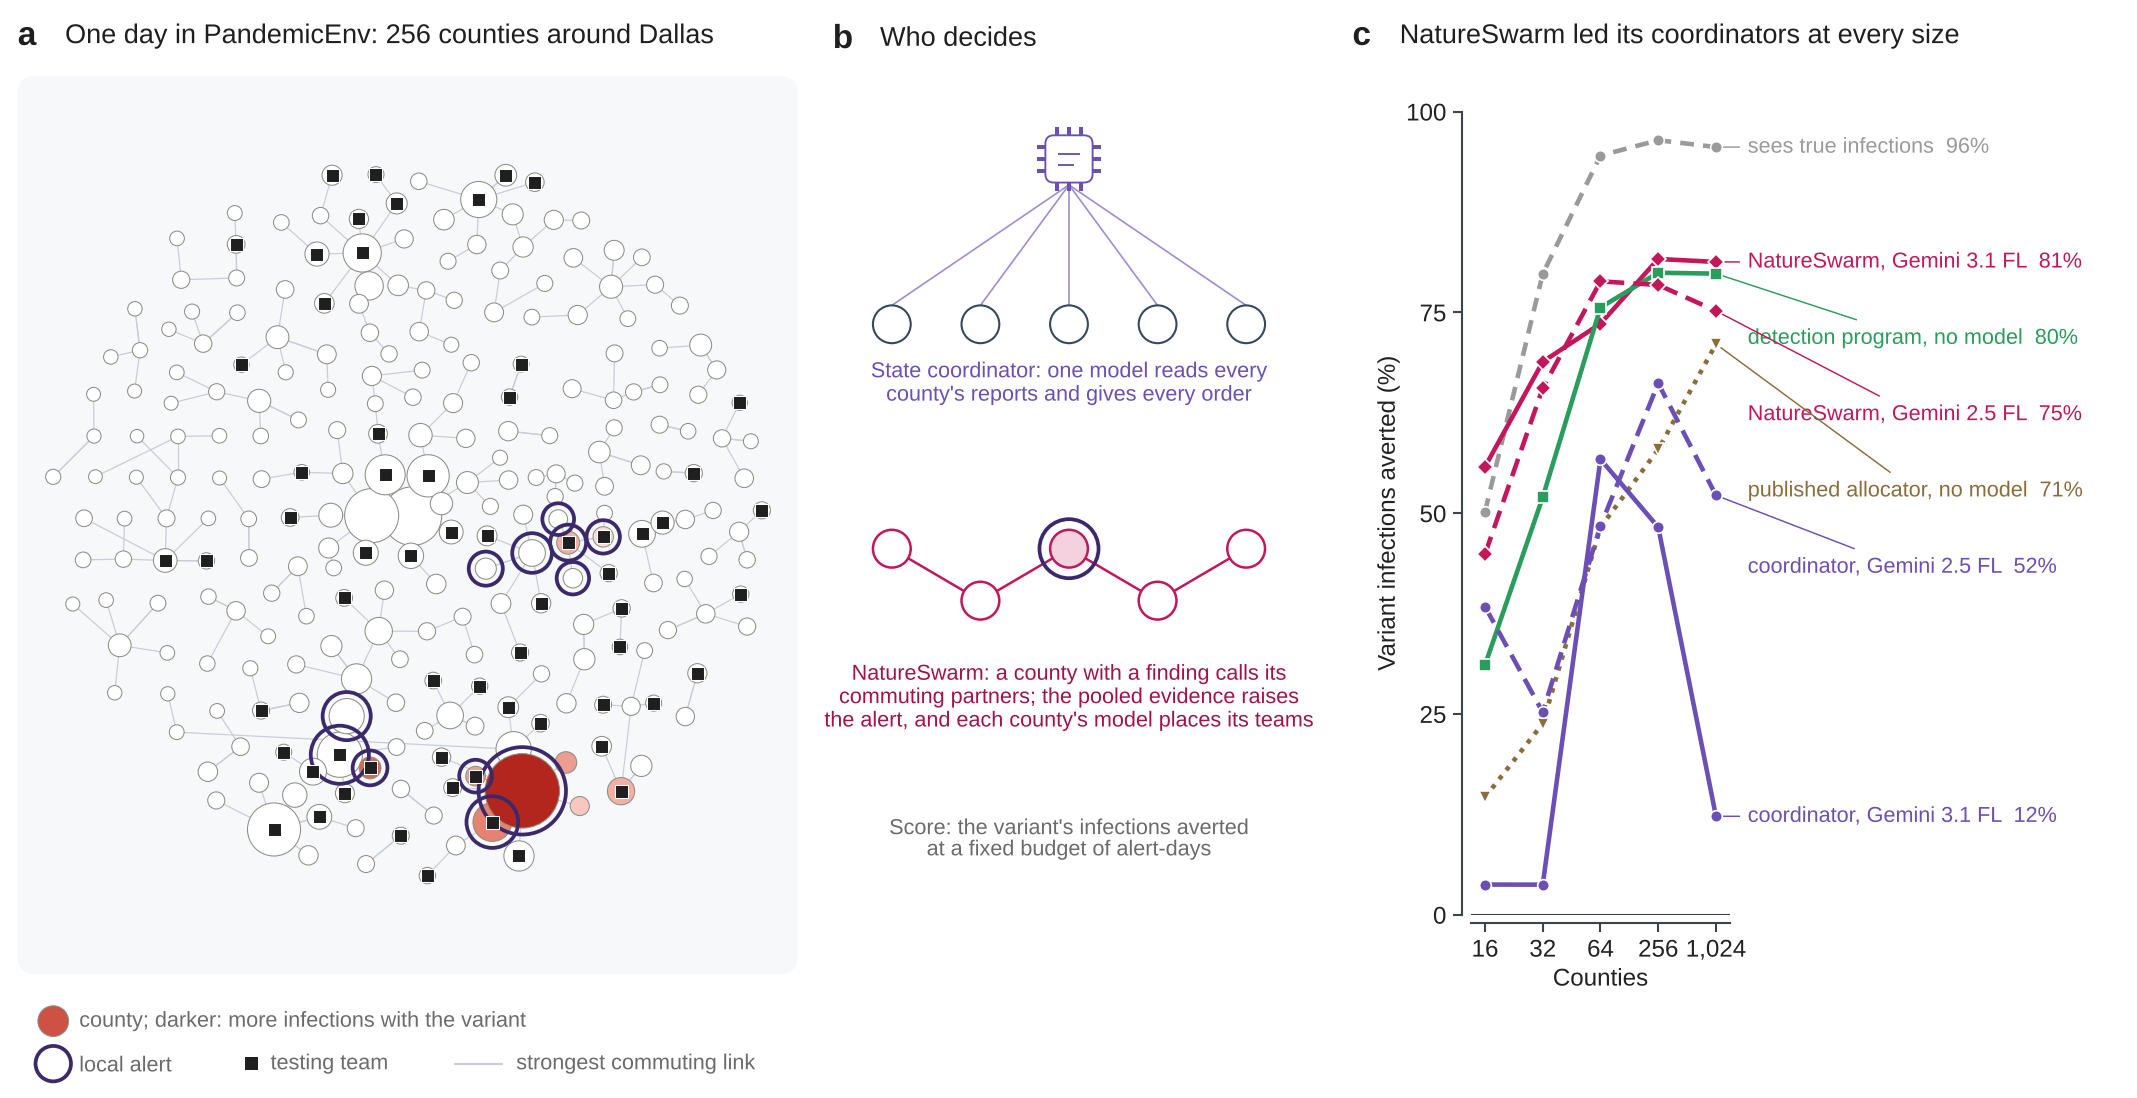 a One day in PandemicEnv: 256 counties around Dallas
county; darker: more infections with the variant
local alert
testing team
strongest commuting link
b Who decides
State coordinator: one model reads every
county's reports and gives every order
NatureSwarm: a county with a finding calls its
commuting partners; the pooled evidence raises
the alert, and each county's model places its teams
Score: the variant's infections averted
at a fixed budget of alert-days
c NatureSwarm led its coordinators at every size
Variant infections averted (%)
100
75
50
25
0
16 32 64 256 1,024
Counties
sees true infections 96%
NatureSwarm, Gemini 3.1 FL 81%
detection program, no model 80%
NatureSwarm, Gemini 2.5 FL 75%
published allocator, no model 71%
coordinator, Gemini 2.5 FL 52%
coordinator, Gemini 3.1 FL 12%